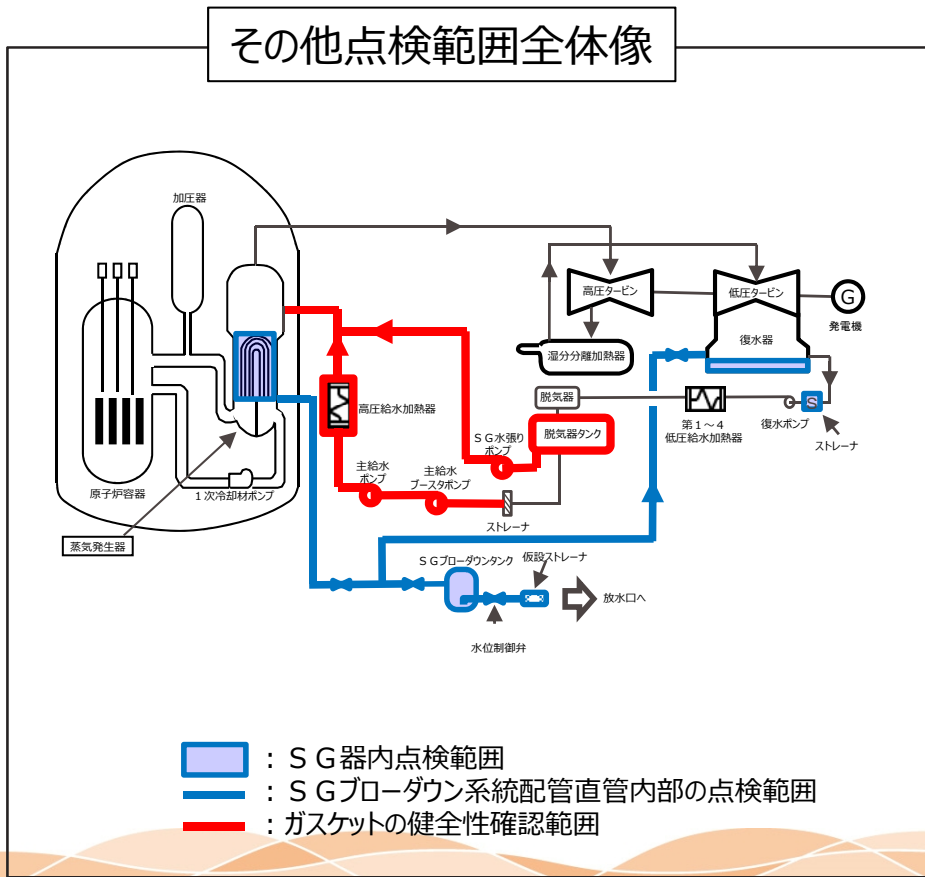 その他点検範囲全体像
加圧器
高圧タービン
低圧タービン
G
発電機
復水器
湿分分離加熱器
脱気器
高圧給水加熱器
脱気器タンク
第1～4
低圧給水加熱器
復水ポンプ
S
ストレーナ
SG水張り
ポンプ
主給水
ポンプ
主給水
ブースタポンプ
ストレーナ
原子炉容器
1次冷却材ポンプ
蒸気発生器
SGブローダウンタンク
仮設ストレーナ
放水口へ
水位制御弁
：SG器内点検範囲
：SGブローダウン系統配管直管内部の点検範囲
：ガスケットの健全性確認範囲